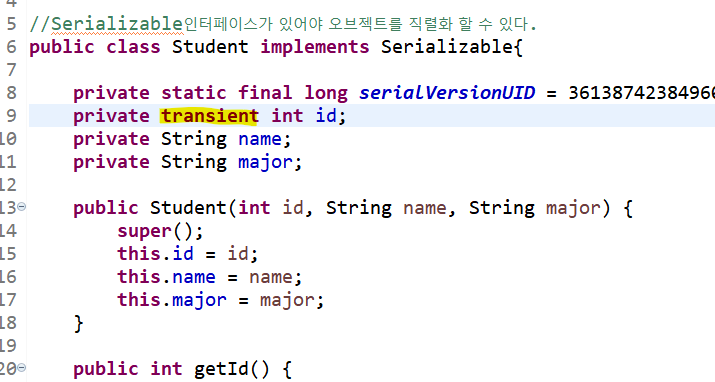 5 //Serializable인터페이스가 있어야 오브젝트를 직렬화 할 수 있다.
6 public class Student implements Serializable{
7
8 private static final long serialVersionUID = 36138742384966
9 private transient int id;
10 private String name;
11 private String major;
12
13 public Student(int id, String name, String major) {
14 super();
15 this.id = id;
16 this.name = name;
17 this.major = major;
18 }
19
20 public int getId() {